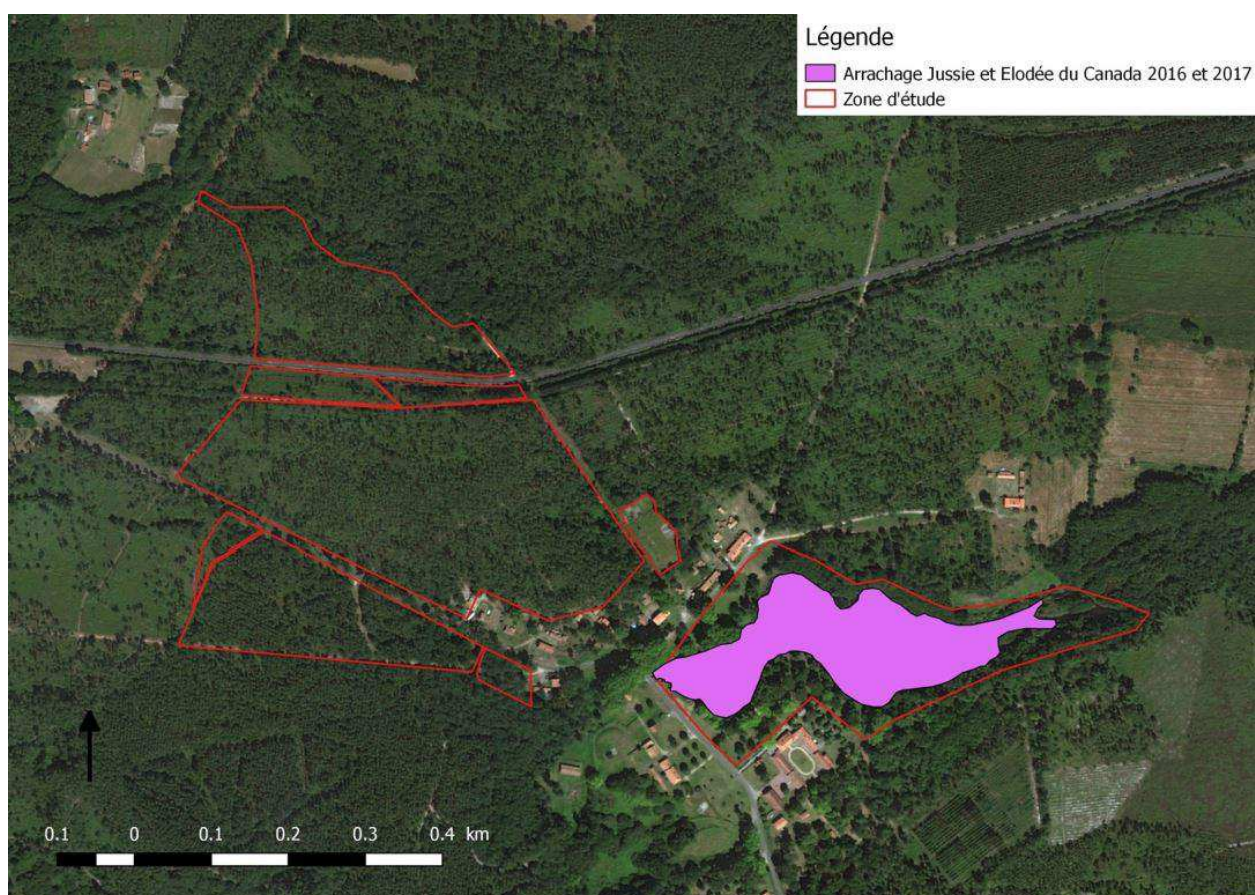 Légende
Arrachage Jussie et Elodée du Canada 2016 et 2017
Zone d'étude
0.1 0 0.1 0.2 0.3 0.4 km